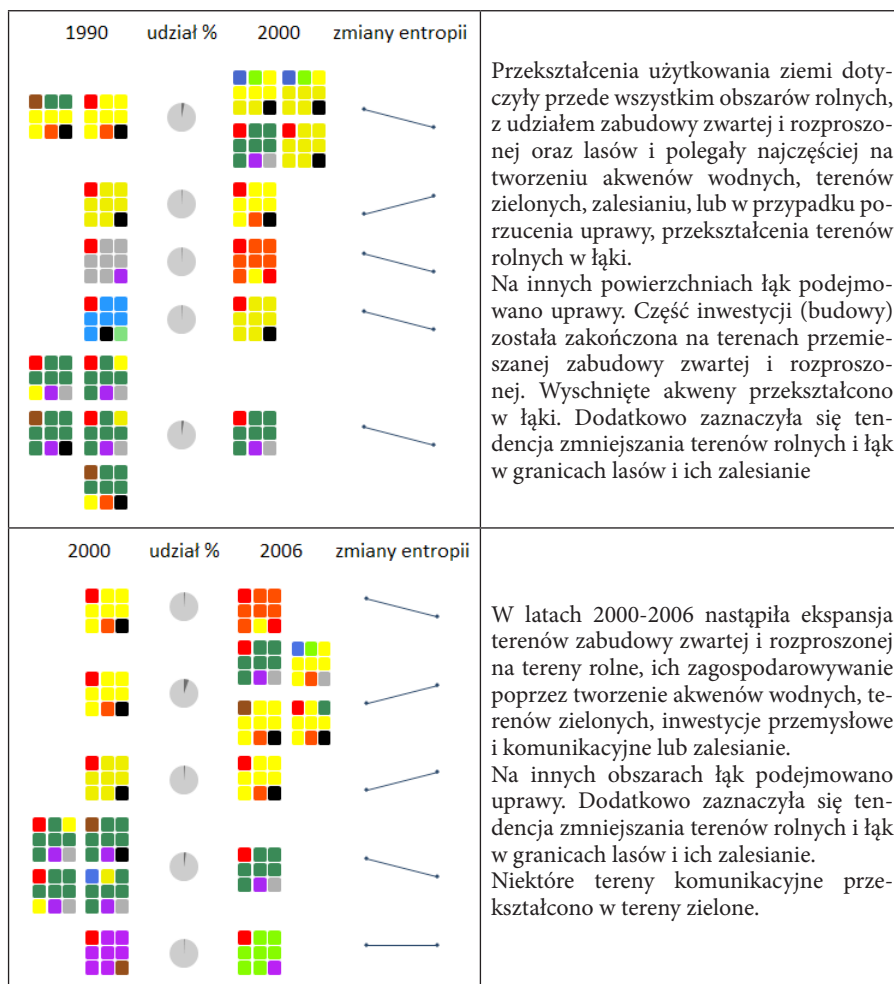 1990 udział % 2000 zmiany entropii
Przekształcenia użytkowania ziemi doty-
czyły przede wszystkim obszarów rolnych,
z udziałem zabudowy zwartej i rozproszo-
nej oraz lasów i polegały najczęściej na
tworzeniu akwenów wodnych, terenów
zielonych, zalesianiu, lub w przypadku po-
rzucenia uprawy, przekształcenia terenów
rolnych w łąki.
Na innych powierzchniach łąk podejmo-
wano uprawy. Część inwestycji (budowy)
została zakończona na terenach przemie-
szanej zabudowy zwartej i rozproszo-
nej. Wyschnięte akweny przekształcono
w łąki. Dodatkowo zaznaczyła się ten-
dencja zmniejszania terenów rolnych i łąk
w granicach lasów i ich zalesianie
2000 udział % 2006 zmiany entropii
W latach 2000-2006 nastąpiła ekspansja
terenów zabudowy zwartej i rozproszonej
na tereny rolne, ich zagospodarowywanie
poprzez tworzenie akwenów wodnych, te-
renów zielonych, inwestycje przemysłowe
i komunikacyjne lub zalesianie.
Na innych obszarach łąk podejmowano
uprawy. Dodatkowo zaznaczyła się ten-
dencja zmniejszania terenów rolnych i łąk
w granicach lasów i ich zalesianie.
Niektóre tereny komunikacyjne prze-
kształcono w tereny zielone.